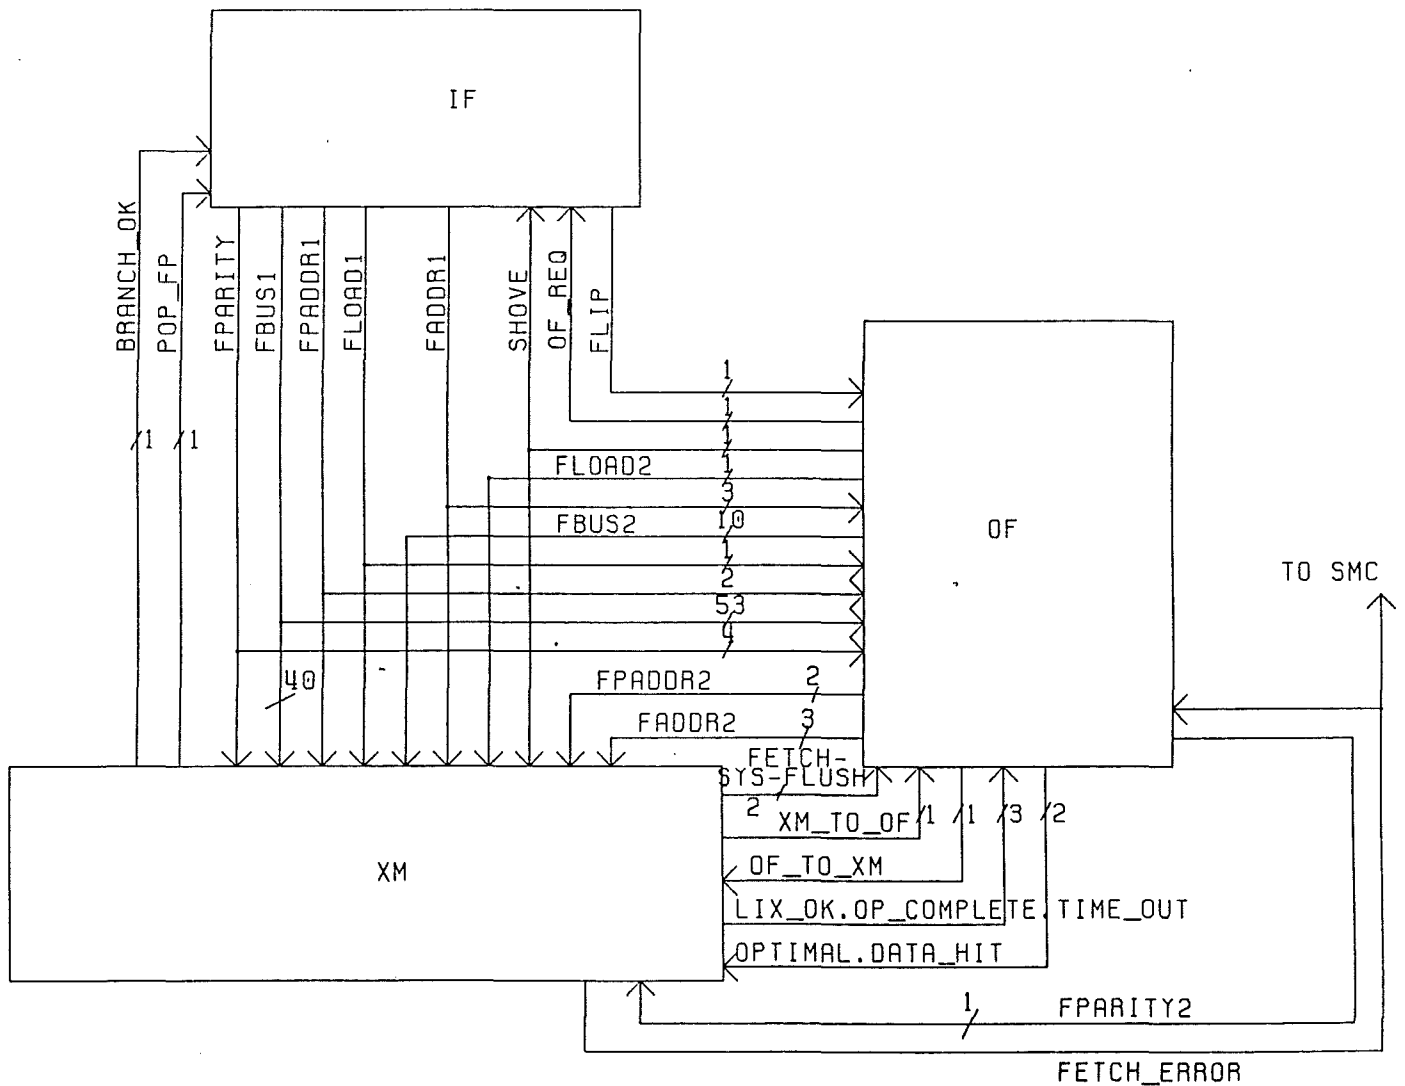 IF
BRANCH_OK
POP_FP
FPARITY
FBUS1
FPADDR1
FLOAD1
FADDR1
SHOVE
OF_REQ
FLIP
1
1
1
1
1
FLOAD2
1
3
FBUS2
10
1
2
53
4
OF
TO SMC
40
FPADDR2
2
FADDR2
3
FETCH-
SYS-FLUSH
2
XM_TO_OF
1
1
3
2
XM
OF_TO_XM
LIX_OK.OP_COMPLETE.TIME_OUT
OPTIMAL.DATA_HIT
1
FPARITY2
FETCH_ERROR